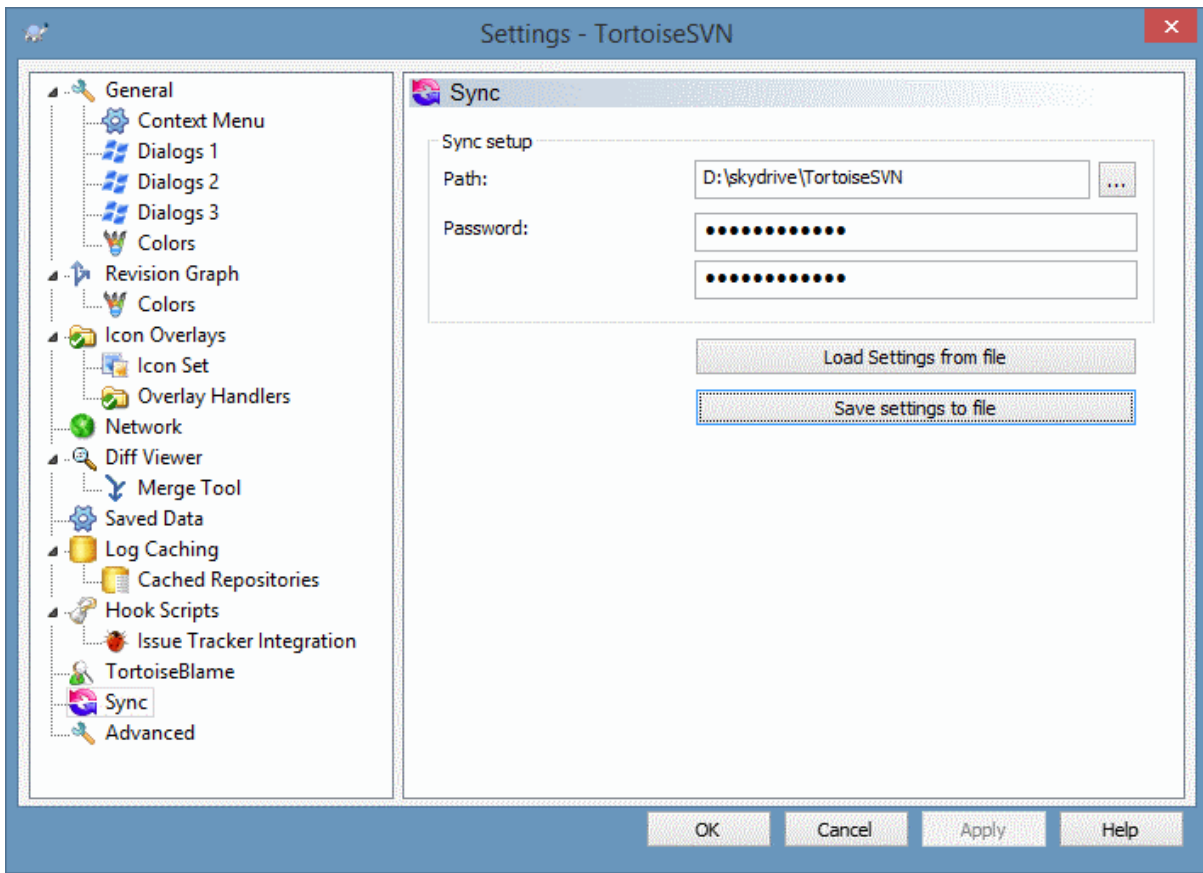 Settings - TortoiseSVN
General
Context Menu
Dialogs 1
Dialogs 2
Dialogs 3
Colors
Revision Graph
Colors
Icon Overlays
Icon Set
Overlay Handlers
Network
Diff Viewer
Merge Tool
Saved Data
Log Caching
Cached Repositories
Hook Scripts
Issue Tracker Integration
TortoiseBlame
Sync
Advanced
Sync
Sync setup
Path: D:\skydrive\TortoiseSVN ...
Password: ●●●●●●●●●●●●
●●●●●●●●●●●●
Load Settings from file
Save settings to file
OK Cancel Apply Help